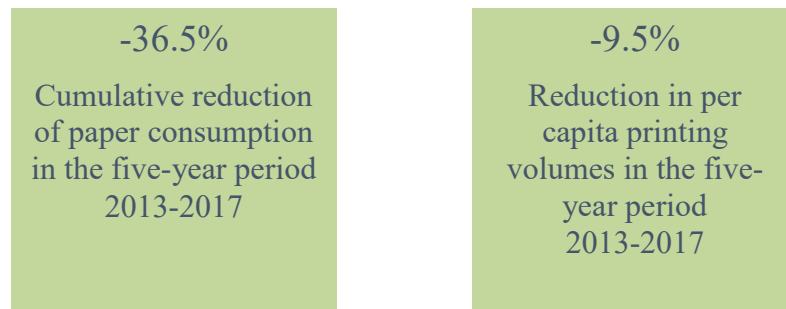 -36.5%
Cumulative reduction
of paper consumption
in the five-year period
2013-2017
-9.5%
Reduction in per
capita printing
volumes in the five-
year period
2013-2017